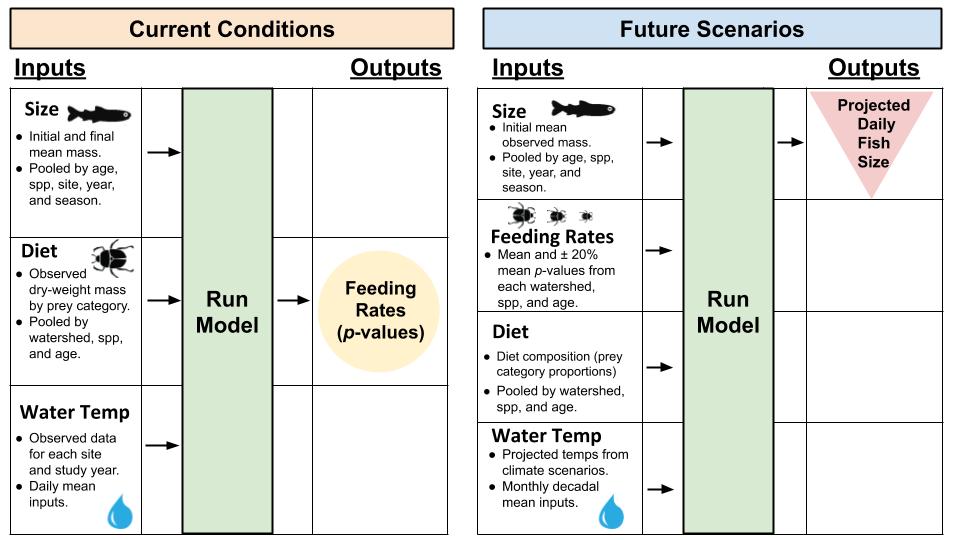 Current Conditions
Inputs
Outputs
Size
● Initial and final
mean mass.
● Pooled by age,
spp, site, year,
and season.
Diet
● Observed
dry-weight mass
by prey category.
● Pooled by
watershed, spp,
and age.
Water Temp
● Observed data
for each site
and study year.
● Daily mean
inputs.
Run
Model
Feeding
Rates
(p-values)
Future Scenarios
Inputs
Outputs
Size
● Initial mean
observed mass.
● Pooled by age, spp,
site, year, and
season.
Feeding Rates
● Mean and ± 20%
mean p-values from
each watershed,
spp, and age.
Diet
● Diet composition (prey
category proportions)
● Pooled by watershed,
spp, and age.
Water Temp
● Projected temps from
climate scenarios.
● Monthly decadal
mean inputs.
Run
Model
Projected
Daily
Fish
Size